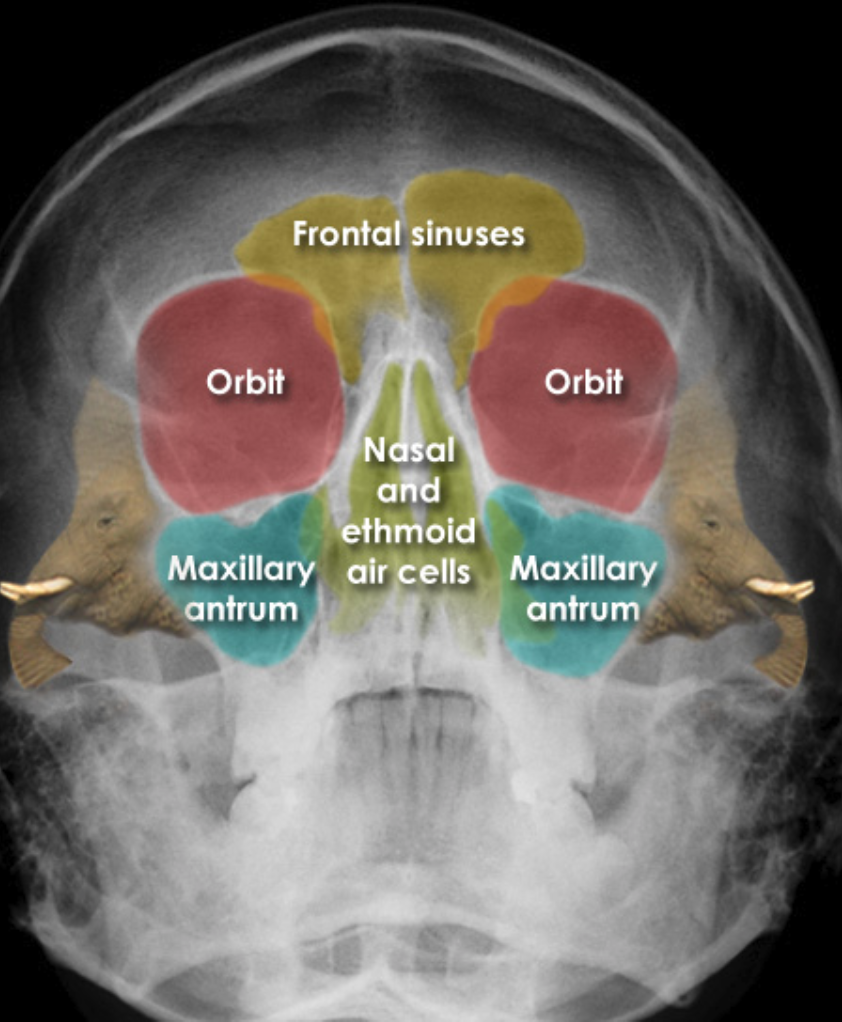 Frontal sinuses
Orbit
Orbit
Nasal
and
ethmoid
air cells
Maxillary
antrum
Maxillary
antrum